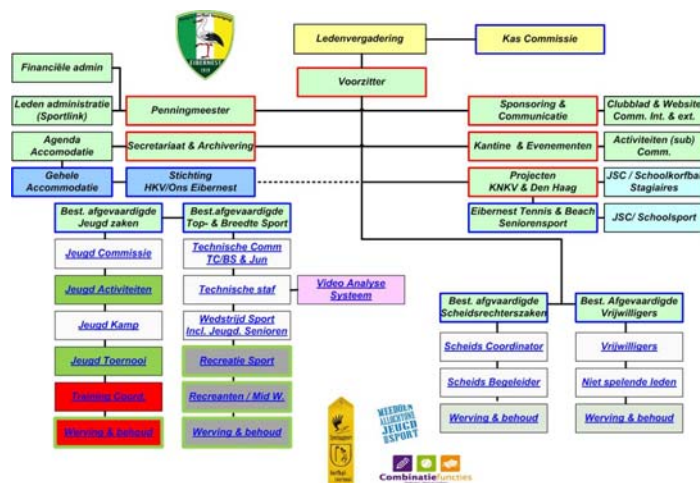 EIBERNEST
Ledenvergadering
Kas Commissie
Financiële admin
Voorzitter
Leden administratie
(Sportlink)
Penningmeester
Sponsoring &
Communicatie
Clubblad & Website
Comm. Int. & ext.
Agenda
Accomodatie
Secretariaat & Archivering
Kantine & Evenementen
Activiteiten (sub)
Comm.
Gehele
Accommodatie
Stichting
HKV/Ons Eibernest
Projecten
KNKV & Den Haag
JSC / Schoolkorfbal
Stagiaires
Eibernest Tennis & Beach
Seniorensport
JSC/ Schoolsport
Best. afgevaardigde
Jeugd zaken
Best.afgevaardigde
Top- & Breedte Sport
Jeugd Commissie
Technische Comm
TC/BS & Jun
Jeugd Activiteiten
Technische staf
Video Analyse
Systeem
Jeugd Kamp
Wedstrijd Sport
Incl. Jeugd. Senioren
Jeugd Toernooi
Recreatie Sport
Training Coord.
Recreanten / Mid W.
Werving & behoud
Werving & behoud
Best. afgvaardigde
Scheidsrechterszaken
Best. Afgevaardigde
Vrijwilligers
Scheids Coordinator
Vrijwilligers
Scheids Begeleider
Niet spelende leden
Werving & behoud
Werving & behoud
MEEDOEN
ALLOCHTONE
JEUGD
SPORT
Combinatiefuncties